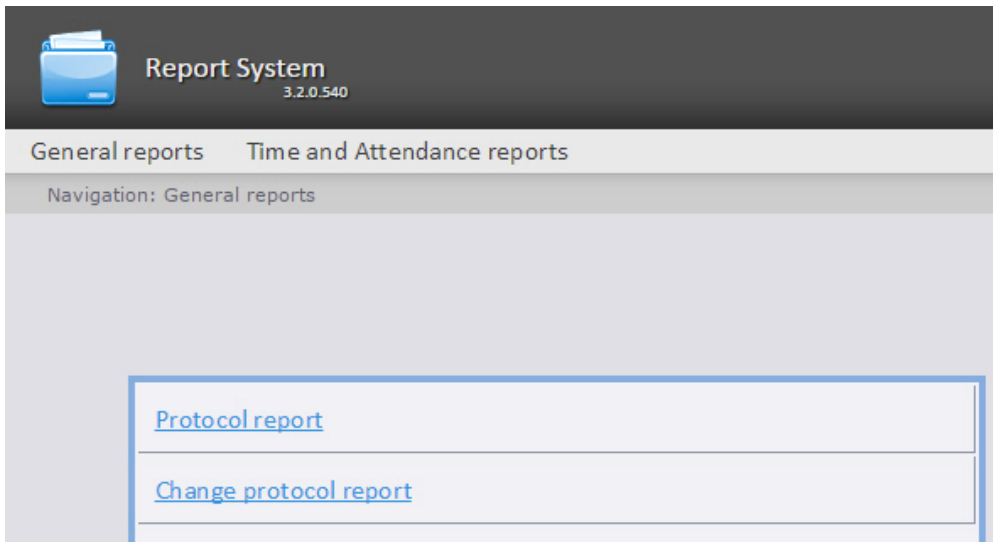 Report System
3.2.0.540
General reports Time and Attendance reports
Navigation: General reports
Protocol report
Change protocol report